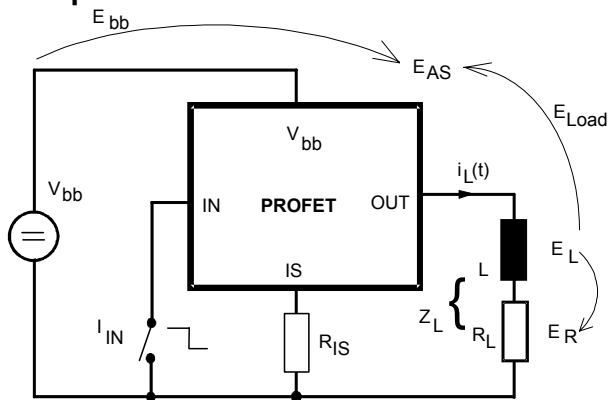 E bb
E AS
E Load
V bb
V bb
i L (t)
IN PROFET OUT
IS
L E L
Z L {
R L E R
I IN
R IS